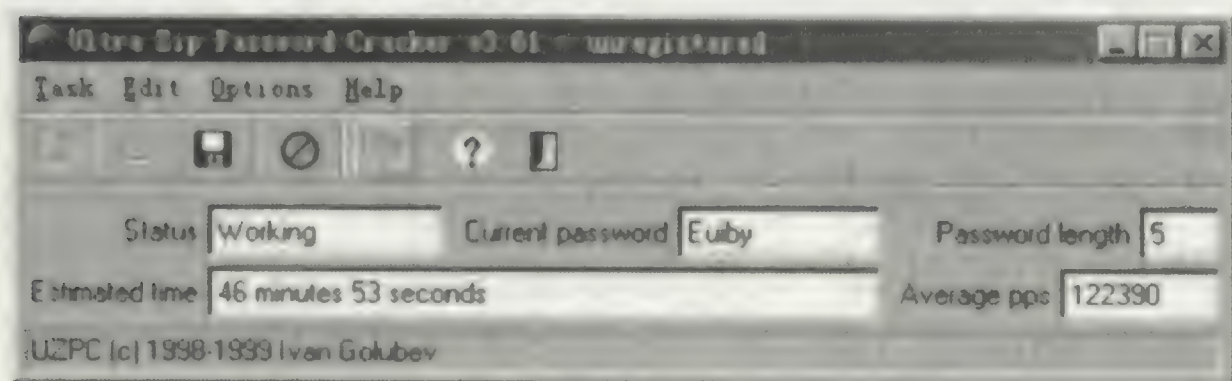 Ultra Zip Password Cracker v3.61 - unregistered
Task Edit Options Help
?
Status Working Current password Euiby Password length 5
Estimated time 46 minutes 53 seconds Average pps 122390
UZPC (c) 1998-1999 Ivan Golubev